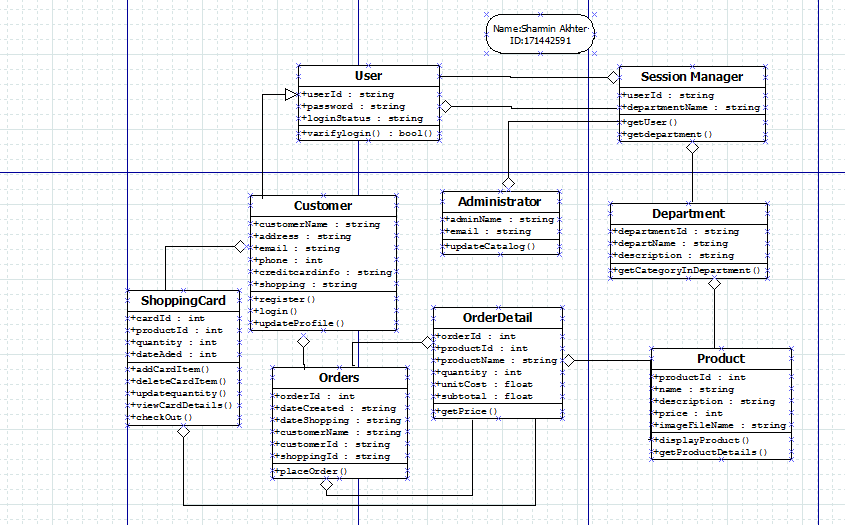 Name:Sharmin Akhter
ID:171442591
User
+userId : string
+password : string
+loginStatus : string
+varifylogin() : bool()
Session Manager
+userId : string
+departmentName : string
+getUser()
+getdepartment()
Customer
+customerName : string
+address : string
+email : string
+phone : int
+creditcardinfo : string
+shopping : string
+register()
+login()
+updateProfile()
Administrator
+adminName : string
+email : string
+updateCatalog()
Department
+departmentId : string
+departName : string
+description : string
+getCategoryInDepartment()
ShoppingCard
+cardId : int
+productId : int
+quantity : int
+dateAded : int
+addCardItem()
+deleteCardItem()
+updatequantity()
+viewCardDetails()
+checkOut()
OrderDetail
+orderId : int
+productId : int
+productName : string
+quantity : int
+unitCost : float
+subtotal : float
+getPrice()
Orders
+orderId : int
+dateCreated : string
+dateShopping : string
+customerName : string
+customerId : string
+shoppingId : string
+placeOrder()
Product
+productId : int
+name : string
+description : string
+price : int
+imageFileName : string
+displayProduct()
+getProductDetails()